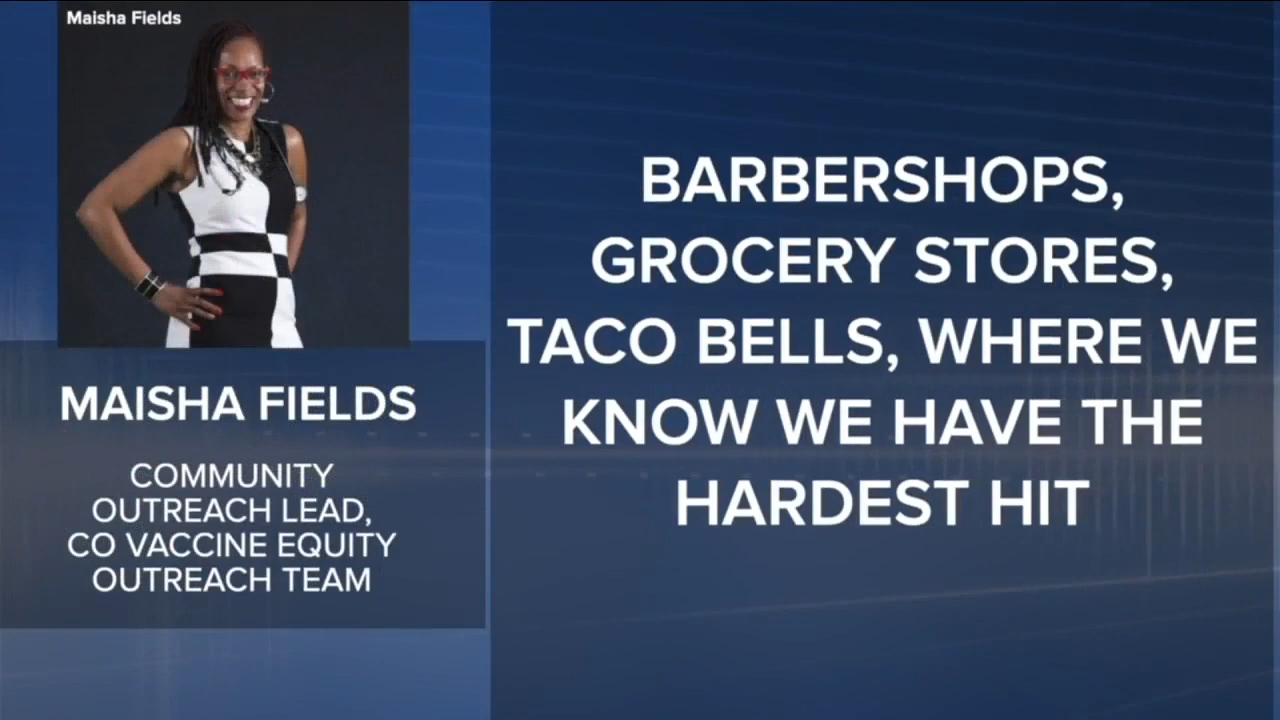 Maisha Fields
MAISHA FIELDS
COMMUNITY
OUTREACH LEAD,
CO VACCINE EQUITY
OUTREACH TEAM
BARBERSHOPS,
GROCERY STORES,
TACO BELLS, WHERE WE
KNOW WE HAVE THE
HARDEST HIT